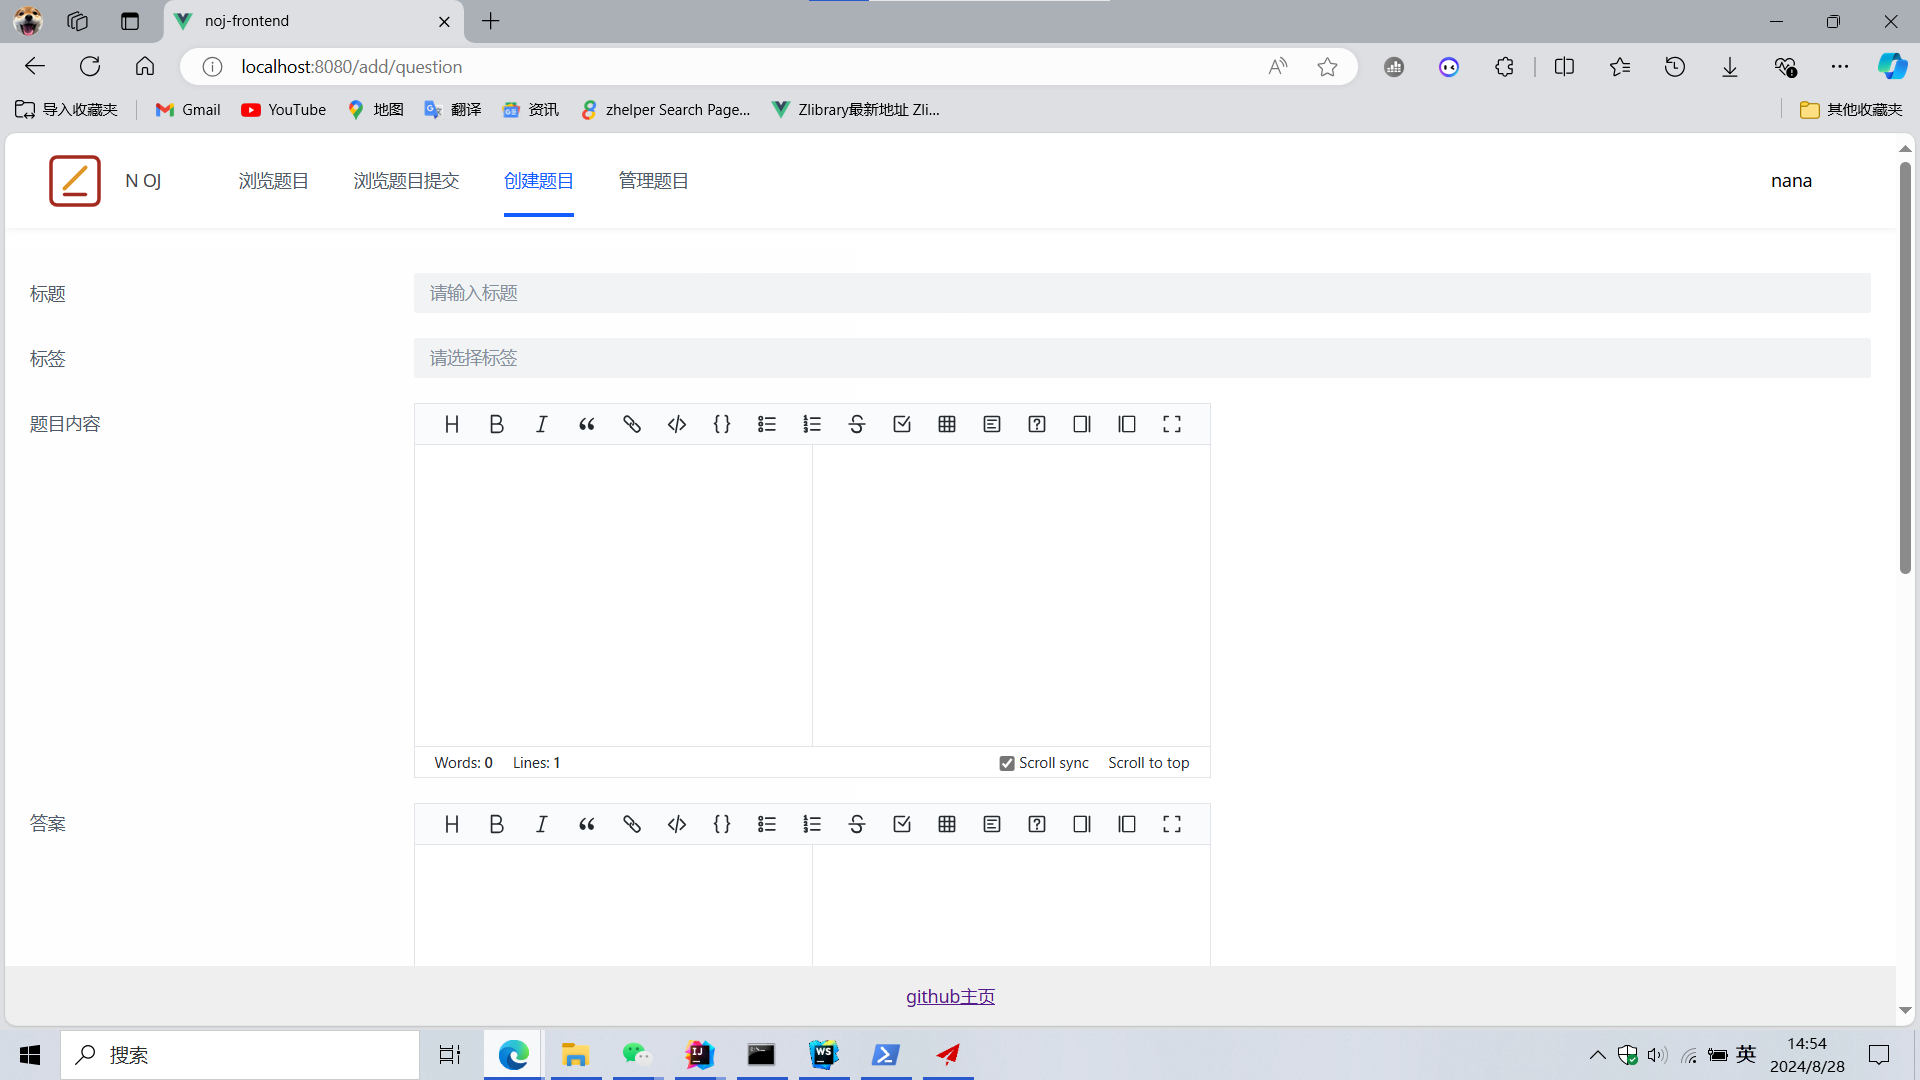 noj-frontend
localhost:8080/add/question
导入收藏夹 Gmail YouTube 地图 翻译 资讯 zhelper Search Page... Zlibrary最新地址 Zli... 其他收藏夹
N OJ 浏览题目 浏览题目提交 创建题目 管理题目 nana
标题 请输入标题
标签 请选择标签
题目内容
Words: 0 Lines: 1 Scroll sync Scroll to top
答案
github主页
搜索 英 14:54
2024/8/28